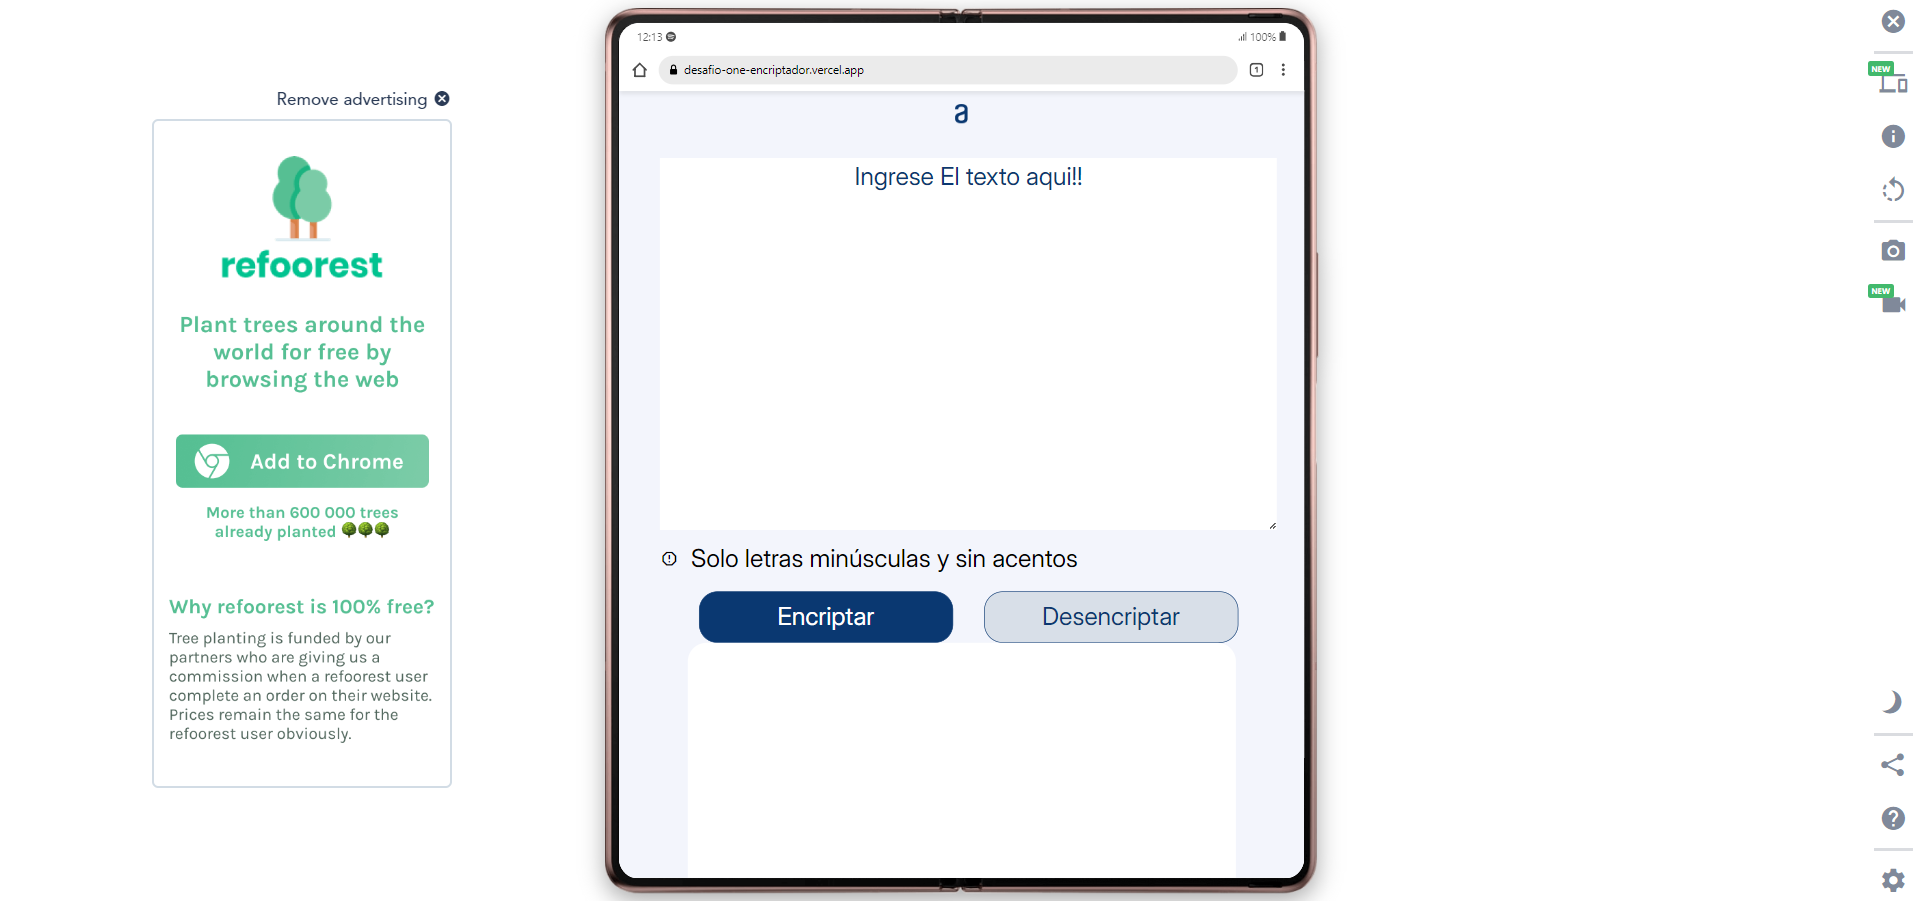 Remove advertising
refoorest
Plant trees around the
world for free by
browsing the web
Add to Chrome
More than 600 000 trees
already planted 🌳🌳🌳
Why refoorest is 100% free?
Tree planting is funded by our
partners who are giving us a
commission when a refoorest user
complete an order on their website.
Prices remain the same for the
refoorest user obviously.
12:13
100%
desafio-one-encriptador.vercel.app
1
a
Ingrese El texto aqui!!
Solo letras minúsculas y sin acentos
Encriptar
Desencriptar
NEW
NEW